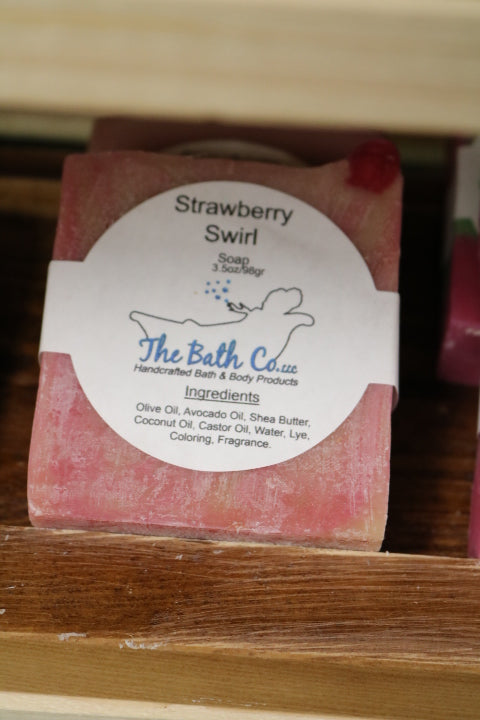 Strawberry
Swirl
Soap
3.5oz/98gr
The Bath Co.LLC
Handcrafted Bath & Body Products
Ingredients
Olive Oil, Avocado Oil, Shea Butter,
Coconut Oil, Castor Oil, Water, Lye,
Coloring, Fragrance.